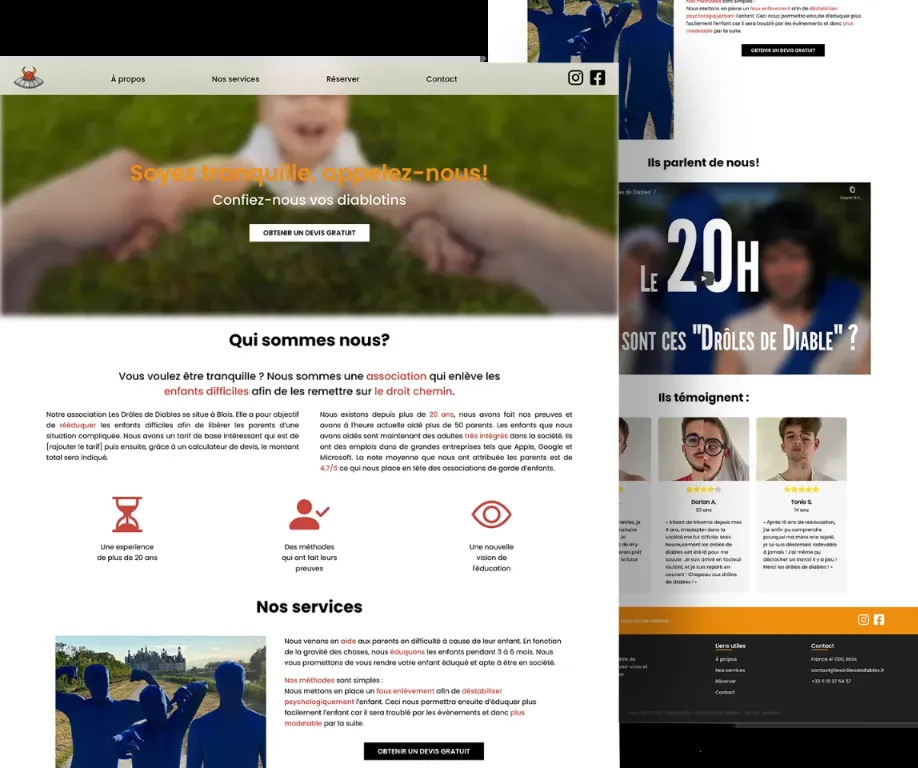 À propos
Nos services
Réserver
Contact
Soyez tranquille, appelez-nous!
Confiez-nous vos diablotins
OBTENIR UN DEVIS GRATUIT
Qui sommes nous?
Vous voulez être tranquille ? Nous sommes une association qui enlève les
enfants difficiles afin de les remettre sur le droit chemin.
Notre association Les Drôles de Diables se situe à Blois. Elle a pour objectif
de rééduquer les enfants difficiles afin de libérer les parents d'une
situation compliquée. Nous avons un tarif de base intéressant qui est de
[rajouter le tarif] puis ensuite, grâce à un calculateur de devis, le montant
total sera indiqué.
Nous existons depuis plus de 20 ans, nous avons fait nos preuves et
avons à l'heure actuelle aidé plus de 50 parents. Les enfants que nous
avons aidés sont maintenant des adultes très intégrés dans la société. Ils
ont des emplois dans de grandes entreprises tels que Apple, Google et
Microsoft. La note moyenne que nous ont attribuée les parents est de
4,7/5 ce qui nous place en tête des associations de garde d'enfants.
Une experience
de plus de 20 ans
Des méthodes
qui ont fait leurs
preuves
Une nouvelle
vision de
l'éducation
Nos services
Nous venons en aide aux parents en difficulté à cause de leur enfant. En fonction
de la gravité des choses, nous éduquons les enfants pendant 3 à 6 mois. Nous
vous promettons de vous rendre votre enfant éduqué et apte à être en société.
Nos méthodes sont simples :
Nous mettons en place un faux enlèvement afin de déstabiliser
psychologiquement l'enfant. Ceci nous permettra ensuite d'éduquer plus
facilement l'enfant car il sera troublé par les évènements et donc plus
modelable par la suite.
OBTENIR UN DEVIS GRATUIT
Nos méthodes sont simples :
Nous mettons en place un faux enlèvement afin de déstabiliser
psychologiquement l'enfant. Ceci nous permettra ensuite d'éduquer plus
facilement l'enfant car il sera troublé par les évènements et donc plus
modelable par la suite.
OBTENIR UN DEVIS GRATUIT
Ils parlent de nous!
de Diables" ?
Le 20H
SONT CES "DRÔLES DE DIABLE" ?
Ils témoignent :
Dorian A.
20 ans
« Atteint de trisomie depuis mes
4 ans, m'adapter dans la
société me fut difficile. Mais
heureusement les drôles de
diables ont été là pour me
sauver. Je suis arrivé en fauteuil
roulant, et je suis reparti en
courant ! Chapeau aux drôles
de diables ! »
Tonio S.
14 ans
« Après 10 ans de rééducation,
j'ai enfin pu comprendre
pourquoi ma mère m'a rejeté,
je lui suis désormais redevable
à jamais ! J'ai même pu
décrocher un travail il y a peu !
Merci les drôles de diables ! »
Liens utiles
À propos
Nos services
Réserver
Contact
Contact
France 41 000, Blois
contact@lesdrolesdediables.fr